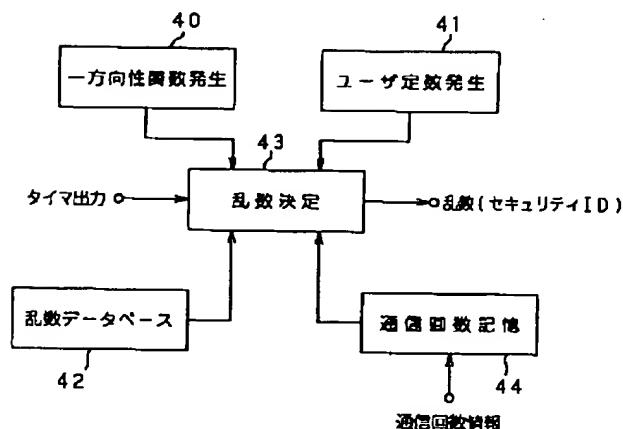 40
一方向性関数発生
41
ユーザ定数発生
43
乱数決定
タイマ出力
乱数(セキュリティID)
乱数データベース
42
通信回数記憶
44
通信回数情報